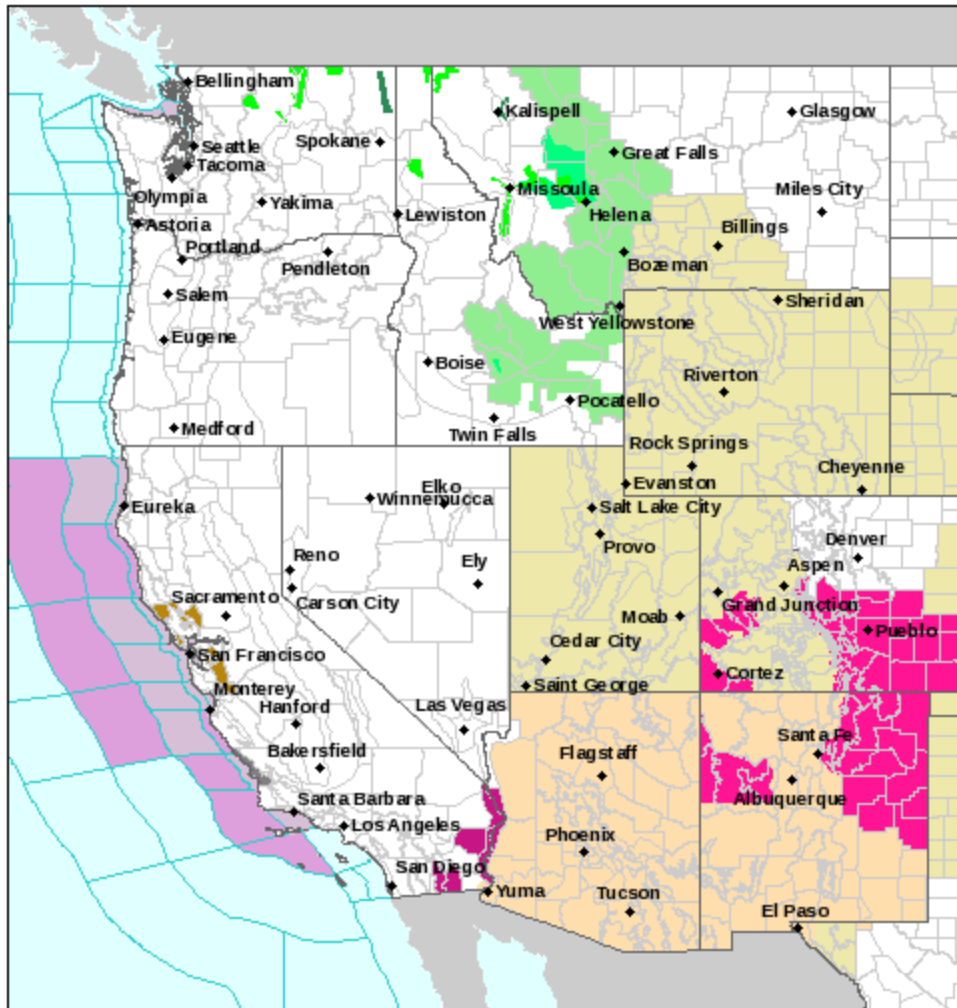 Bellingham
Kalispell
Glasgow
Spokane
Seattle
Great Falls
Tacoma
Missoula
Miles City
Olympia
Yakima
Lewiston
Helena
Astoria
Billings
Portland
Pendleton
Bozeman
Salem
Sheridan
West Yellowstone
Eugene
Boise
Riverton
Pocatello
Medford
Twin Falls
Rock Springs
Cheyenne
Elko
Evanston
Winnemucca
Eureka
Salt Lake City
Denver
Provo
Reno
Ely
Aspen
Sacramento
Carson City
Grand Junction
Moab
Pueblo
Cedar City
San Francisco
Cortez
Monterey
Saint George
Hanford
Las Vegas
Santa Fe
Bakersfield
Flagstaff
Santa Barbara
Albuquerque
Los Angeles
Phoenix
San Diego
Yuma
Tucson
El Paso